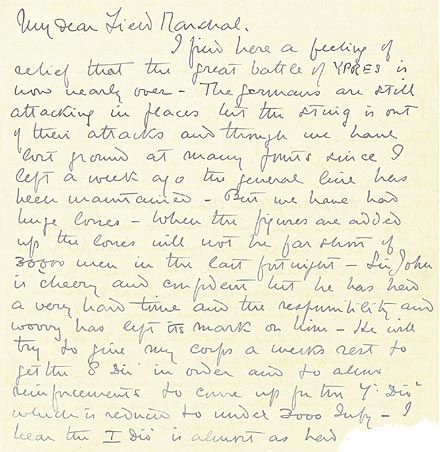 My dear Field Marshal.
I find here a feeling of
relief that the great battle of YPRES is
now nearly over - The germans are still
attacking in places but the sting is out
of their attacks and though we have
lost ground at many points since I
left a week ago the general line has
been maintained - But we have had
huge losses - When the figures are added
up the losses will not be far short of
30000 men in the last fortnight - Sir John
is cheery and confident but he has had
a very hard time and the responsibility and
worry has left its mark on him - He will
try to give my corps a weeks rest to
get the 8 Div in order and to allow
reinforcements to come up for the 7th Div
which is reduced to under 3000 Infy - I
hear the I Div is almost as bad